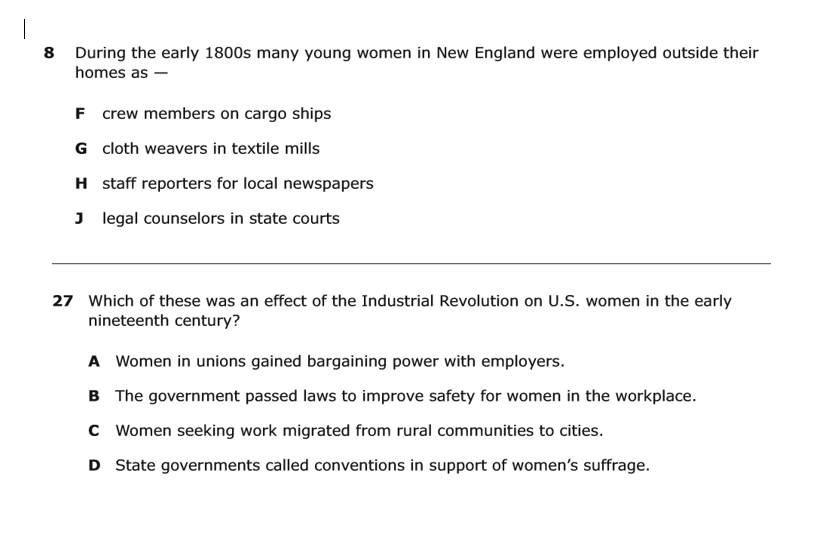 8 During the early 1800s many young women in New England were employed outside their
homes as —
F crew members on cargo ships
G cloth weavers in textile mills
H staff reporters for local newspapers
J legal counselors in state courts
27 Which of these was an effect of the Industrial Revolution on U.S. women in the early
nineteenth century?
A Women in unions gained bargaining power with employers.
B The government passed laws to improve safety for women in the workplace.
C Women seeking work migrated from rural communities to cities.
D State governments called conventions in support of women's suffrage.